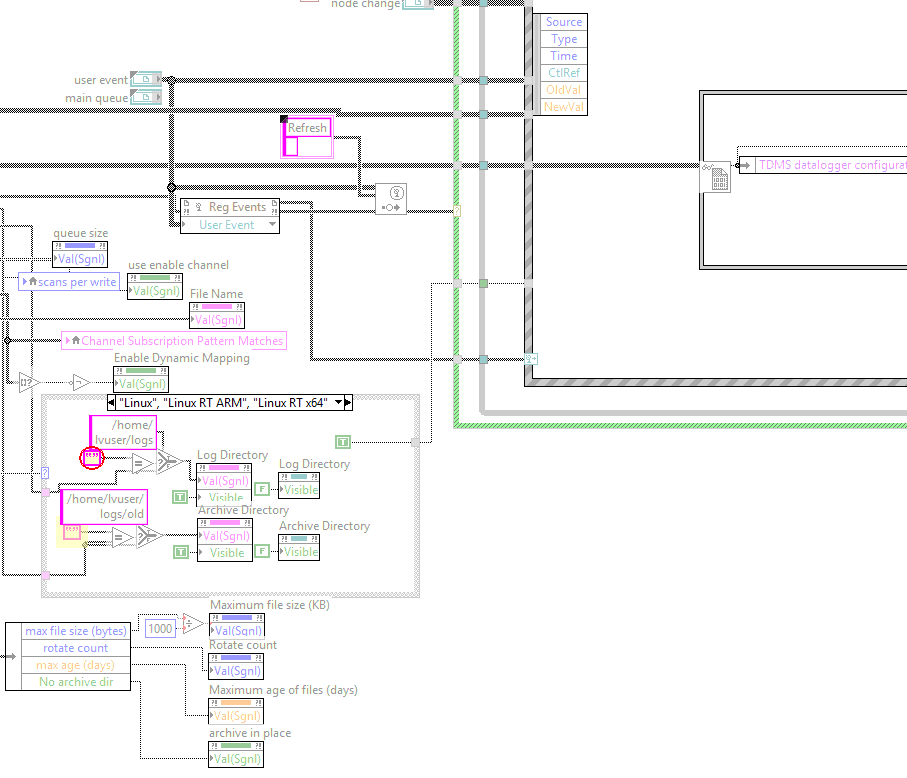 node change
Source
Type
Time
CtlRef
OldVal
NewVal
user event
main queue
Refresh
TDMS datalogger configurat
Reg Events
User Event
queue size
Val(Sgnl)
scans per write
use enable channel
Val(Sgnl)
File Name
Val(Sgnl)
Channel Subscription Pattern Matches
Enable Dynamic Mapping
Val(Sgnl)
"Linux", "Linux RT ARM", "Linux RT x64"
/home/
lvuser/logs
T
Log Directory
Val(Sgnl)
T
Visible
Log Directory
F
Visible
/home/lvuser/
logs/old
Archive Directory
Val(Sgnl)
T
Visible
Archive Directory
F
Visible
Maximum file size (KB)
1000
Val(Sgnl)
max file size (bytes)
rotate count
max age (days)
No archive dir
Rotate count
Val(Sgnl)
Maximum age of files (days)
Val(Sgnl)
archive in place
Val(Sgnl)